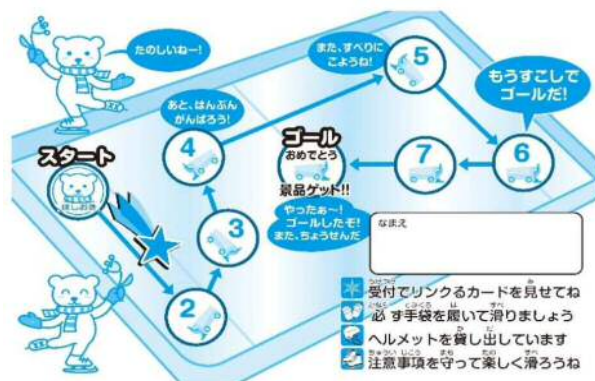 たのしいねー!
スタート
ほしおき
2
3
4
あと、はんぶん
がんばろう!
また、すべりに
こようね!
5
もうすこしで
ゴールだ!
6
7
ゴール
おめでとう
景品ゲット!!
やったぁ〜!
ゴールしたぞ!
また、ちょうせんだ
なまえ
受付でリンクるカードを見せてね
必ず手袋を履いて滑りましょう
ヘルメットを貸し出しています
注意事項を守って楽しく滑ろうね